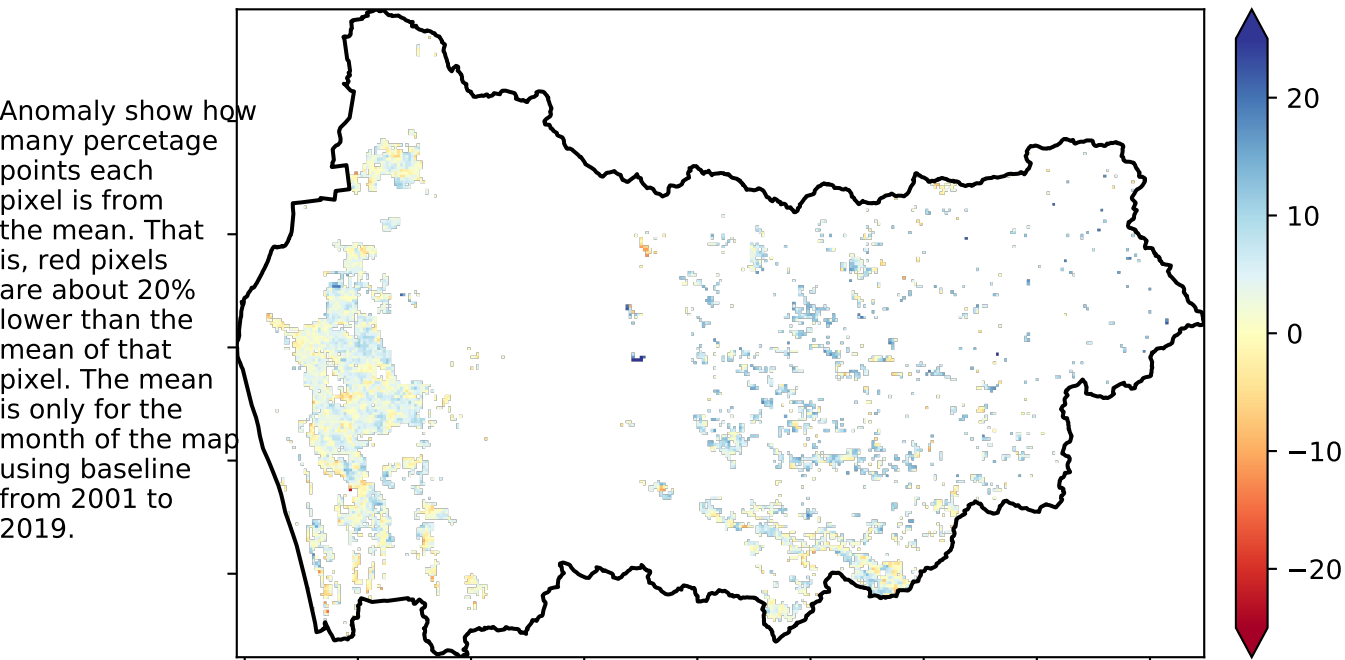 Anomaly show how
many percetage
points each
pixel is from
the mean. That
is, red pixels
are about 20%
lower than the
mean of that
pixel. The mean
is only for the
month of the map
using baseline
from 2001 to
2019.
20
10
0
−10
−20